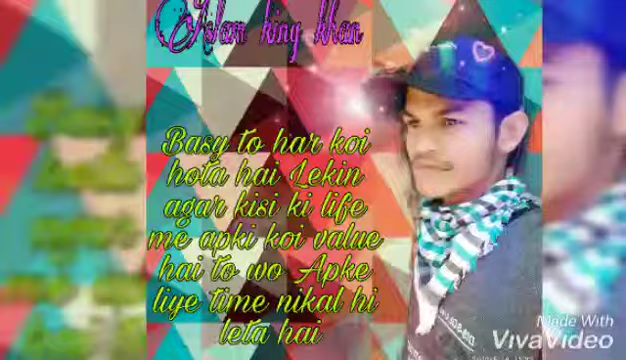 Aslam king khan
Basy to har koi
hota hai Lekin
agar kisi ki life
me apki koi value
hai to wo Apke
liye time nikal hi
leta hai
Made With
VivaVideo